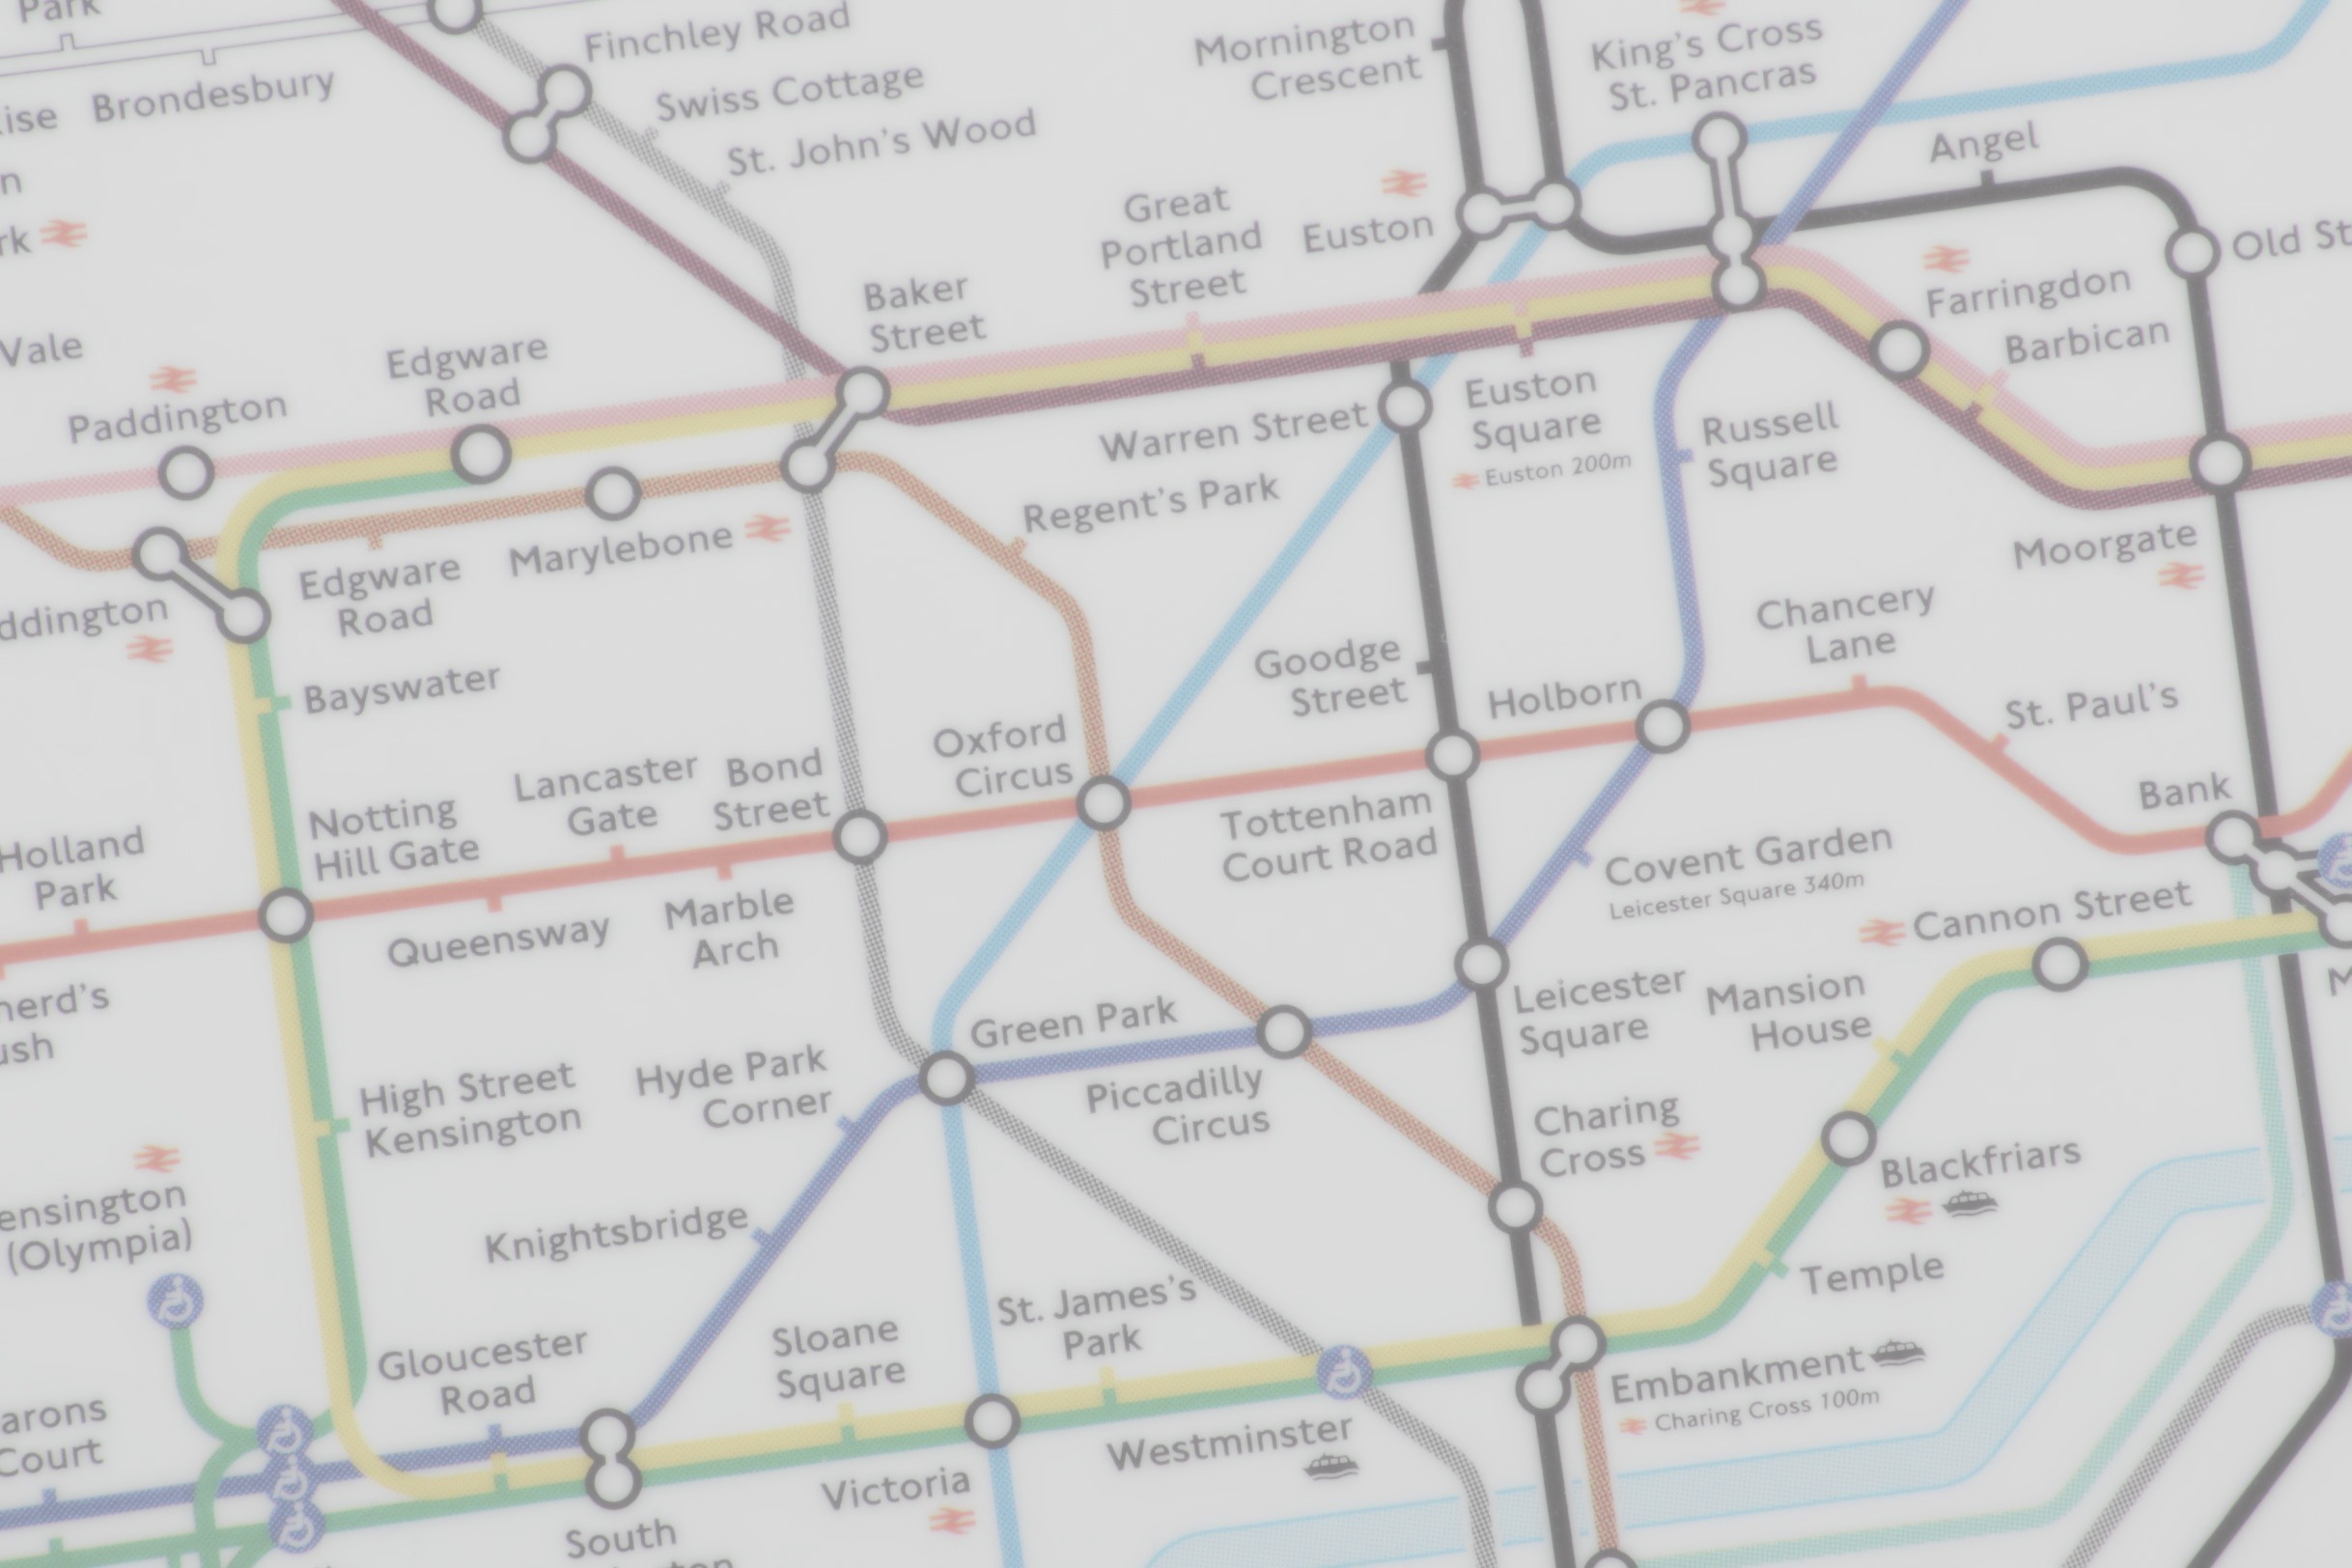 Park
Finchley Road
Swiss Cottage
St. John's Wood
Brondesbury
Mornington
Crescent
King's Cross
St. Pancras
Angel
Old St
Great
Portland
Street
Euston
Farringdon
Barbican
Vale
Baker
Street
Edgware
Road
Paddington
Warren Street
Euston
Square
Euston 200m
Russell
Square
Regent's Park
Marylebone
Edgware
Road
Moorgate
Chancery
Lane
Goodge
Street
Holborn
St. Paul's
Bayswater
Oxford
Circus
Bond
Street
Lancaster
Gate
Notting
Hill Gate
Holland
Park
Queensway
Marble
Arch
Tottenham
Court Road
Covent Garden
Leicester Square 340m
Bank
Cannon Street
Mansion
House
Leicester
Square
Green Park
Piccadilly
Circus
Hyde Park
Corner
High Street
Kensington
Charing
Cross
Blackfriars
Temple
Knightsbridge
(Olympia)
St. James's
Park
Sloane
Square
Gloucester
Road
Court
Embankment
Charing Cross 100m
Westminster
Victoria
South